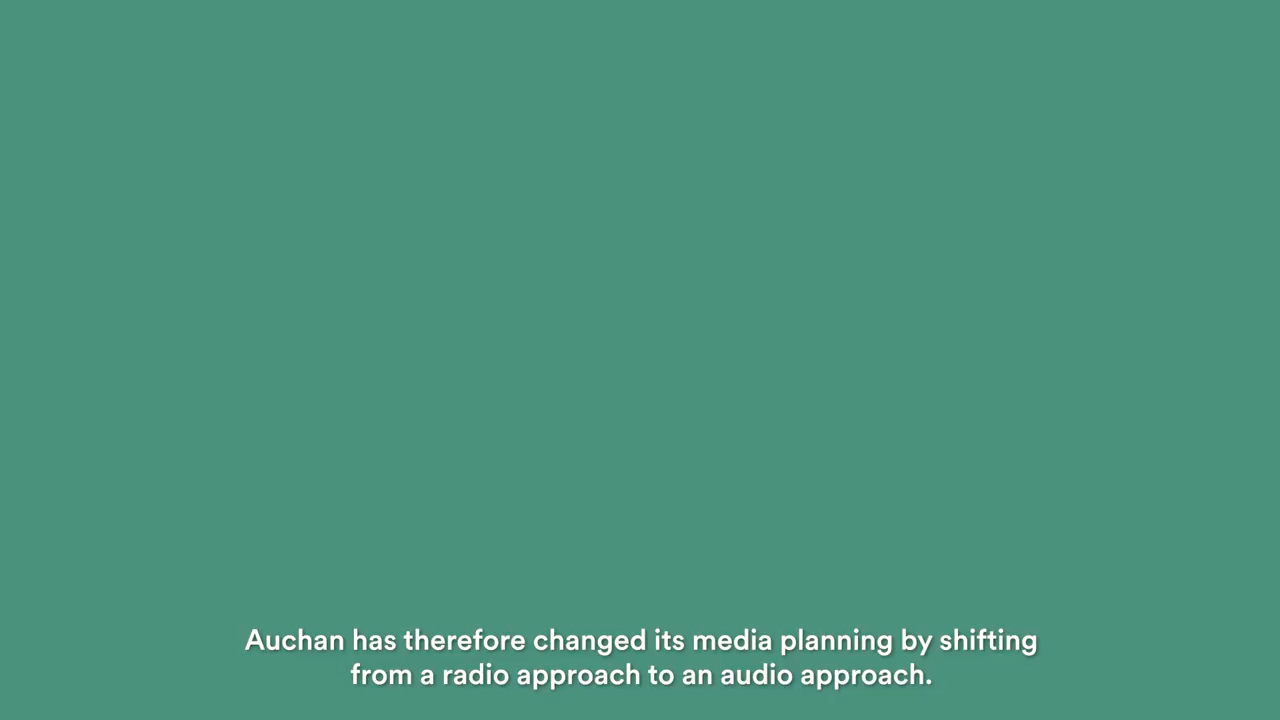 Auchan has therefore changed its media planning by shifting
from a radio approach to an audio approach.